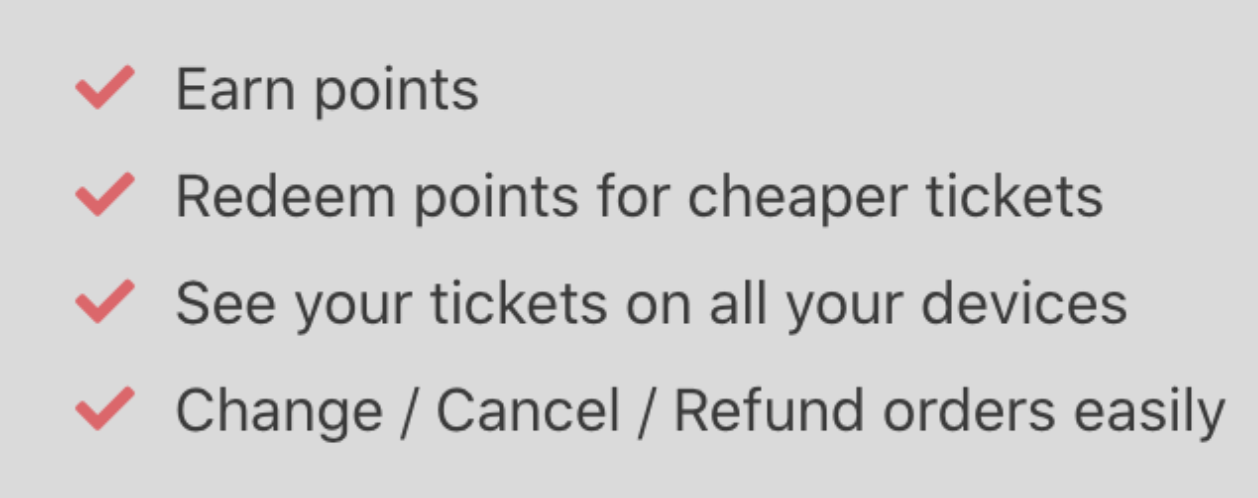 Earn points
Redeem points for cheaper tickets
See your tickets on all your devices
Change / Cancel / Refund orders easily